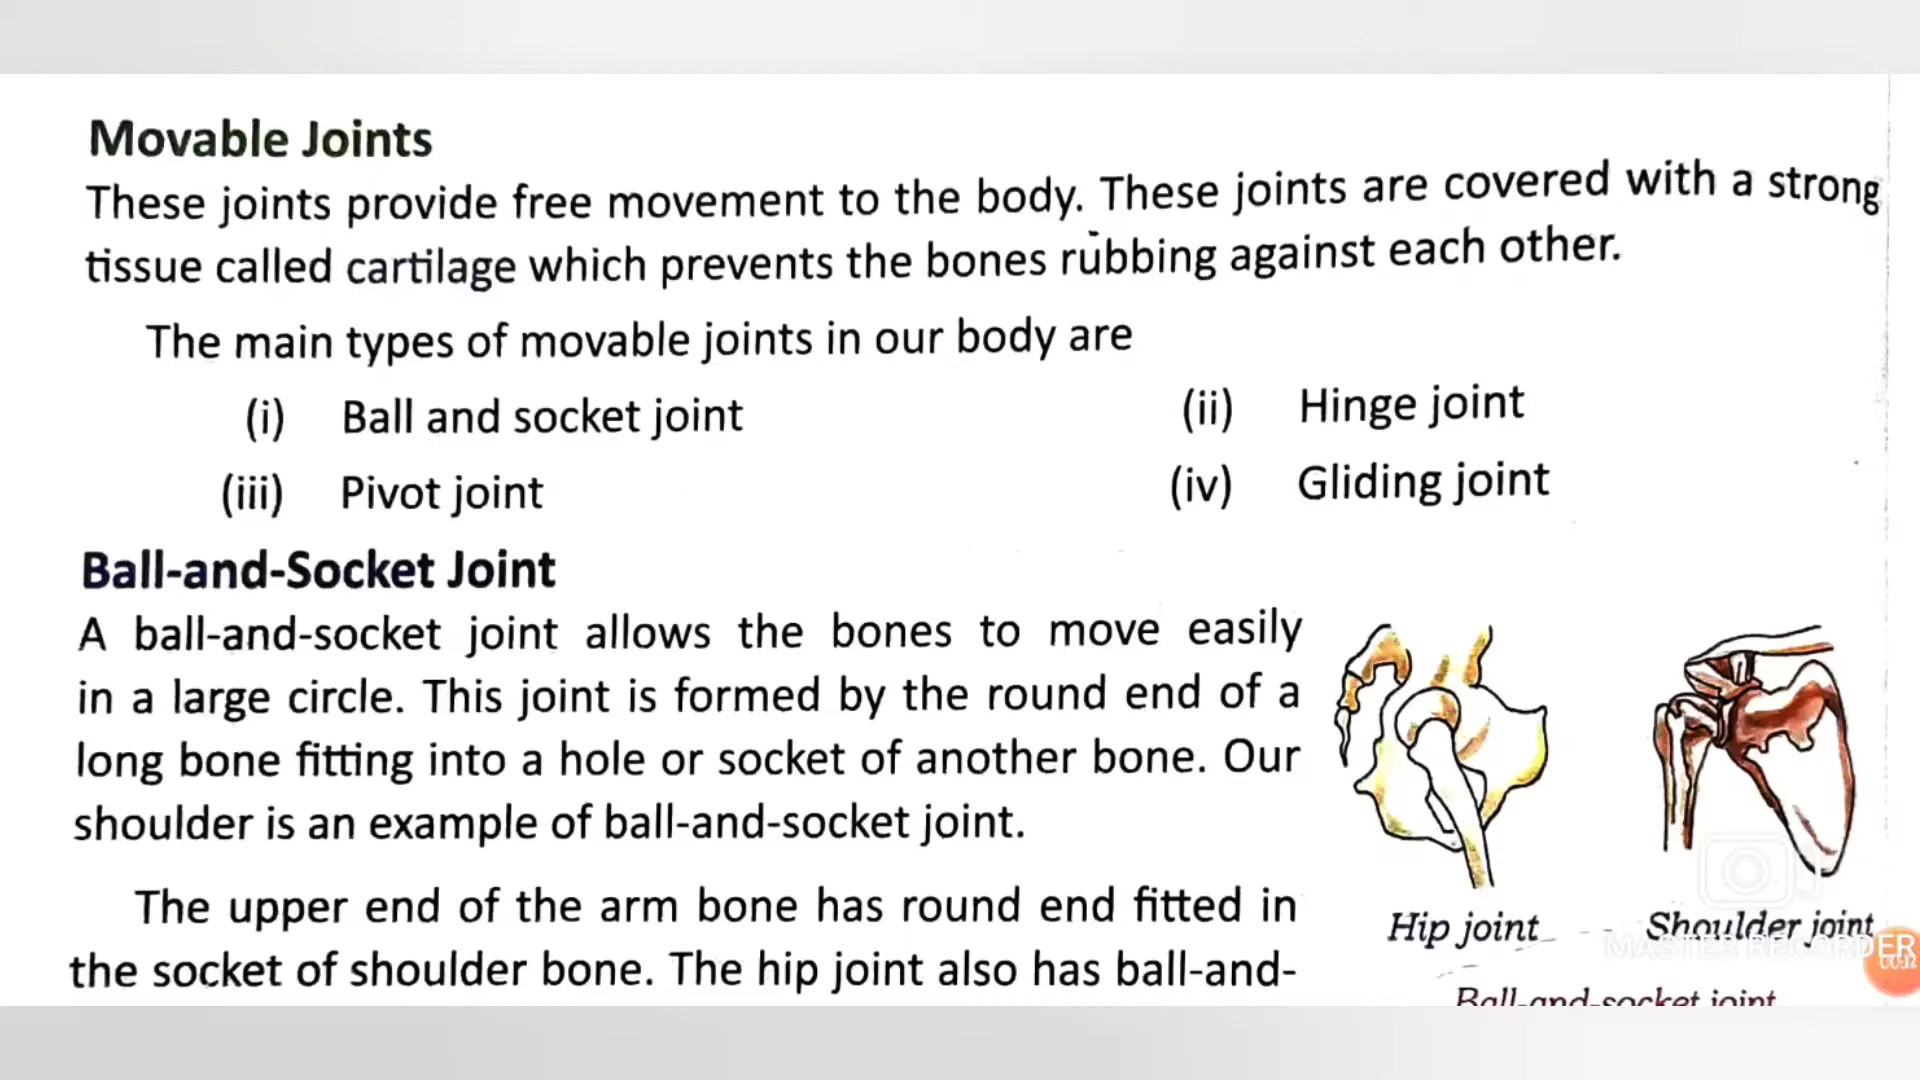 Movable Joints
These joints provide free movement to the body. These joints are covered with a strong
tissue called cartilage which prevents the bones rubbing against each other.
The main types of movable joints in our body are
(i) Ball and socket joint (ii) Hinge joint
(iii) Pivot joint (iv) Gliding joint
Ball-and-Socket Joint
A ball-and-socket joint allows the bones to move easily
in a large circle. This joint is formed by the round end of a
long bone fitting into a hole or socket of another bone. Our
shoulder is an example of ball-and-socket joint.
The upper end of the arm bone has round end fitted in
the socket of shoulder bone. The hip joint also has ball-and-
Hip joint Shoulder joint
MASTER RECORDER
Ball-and-socket joint